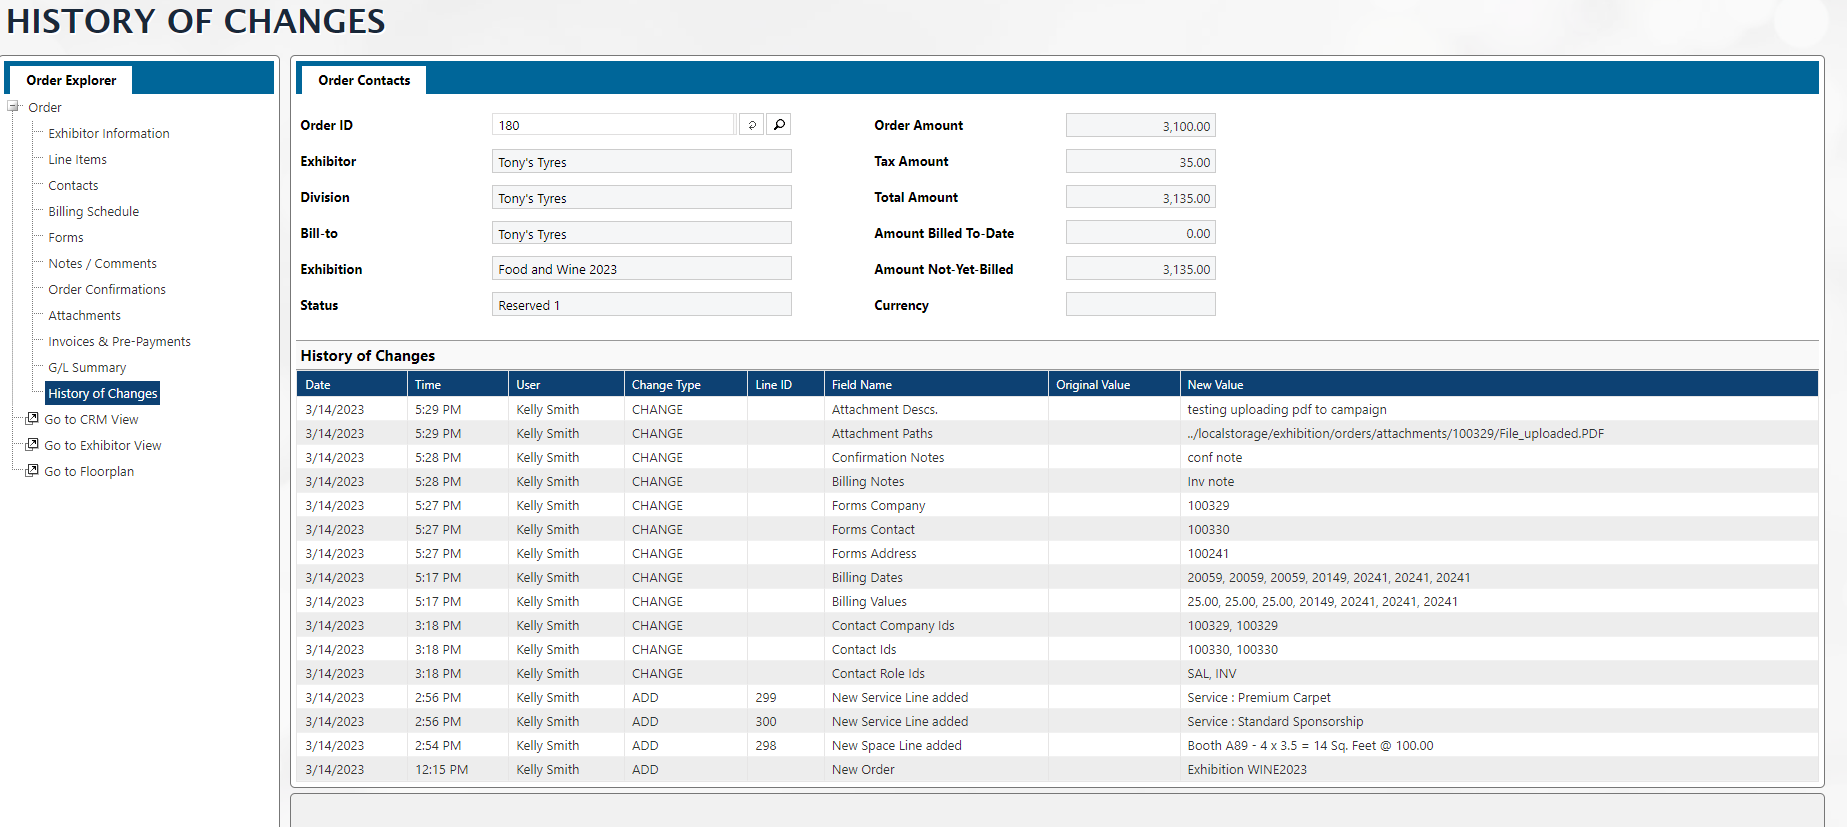 HISTORY OF CHANGES
Order Explorer
Order
Exhibitor Information
Line Items
Contacts
Billing Schedule
Forms
Notes / Comments
Order Confirmations
Attachments
Invoices & Pre-Payments
G/L Summary
History of Changes
Go to CRM View
Go to Exhibitor View
Go to Floorplan
Order Contacts
Order ID 180 Order Amount 3,100.00
Exhibitor Tony's Tyres Tax Amount 35.00
Division Tony's Tyres Total Amount 3,135.00
Bill-to Tony's Tyres Amount Billed To-Date 0.00
Exhibition Food and Wine 2023 Amount Not-Yet-Billed 3,135.00
Status Reserved 1 Currency
History of Changes
Date Time User Change Type Line ID Field Name Original Value New Value
3/14/2023 5:29 PM Kelly Smith CHANGE Attachment Descs. testing uploading pdf to campaign
3/14/2023 5:29 PM Kelly Smith CHANGE Attachment Paths ../localstorage/exhibition/orders/attachments/100329/File_uploaded.PDF
3/14/2023 5:28 PM Kelly Smith CHANGE Confirmation Notes conf note
3/14/2023 5:28 PM Kelly Smith CHANGE Billing Notes Inv note
3/14/2023 5:27 PM Kelly Smith CHANGE Forms Company 100329
3/14/2023 5:27 PM Kelly Smith CHANGE Forms Contact 100330
3/14/2023 5:27 PM Kelly Smith CHANGE Forms Address 100241
3/14/2023 5:17 PM Kelly Smith CHANGE Billing Dates 20059, 20059, 20059, 20149, 20241, 20241, 20241
3/14/2023 5:17 PM Kelly Smith CHANGE Billing Values 25.00, 25.00, 25.00, 20149, 20241, 20241, 20241
3/14/2023 3:18 PM Kelly Smith CHANGE Contact Company Ids 100329, 100329
3/14/2023 3:18 PM Kelly Smith CHANGE Contact Ids 100330, 100330
3/14/2023 3:18 PM Kelly Smith CHANGE Contact Role Ids SAL, INV
3/14/2023 2:56 PM Kelly Smith ADD 299 New Service Line added Service : Premium Carpet
3/14/2023 2:56 PM Kelly Smith ADD 300 New Service Line added Service : Standard Sponsorship
3/14/2023 2:54 PM Kelly Smith ADD 298 New Space Line added Booth A89 - 4 x 3.5 = 14 Sq. Feet @ 100.00
3/14/2023 12:15 PM Kelly Smith ADD New Order Exhibition WINE2023